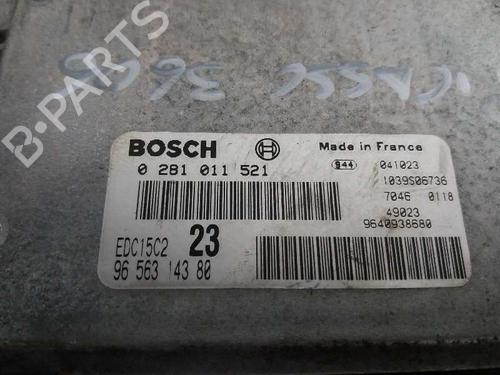 BOSCH
Made in France
0 281 011 521
944 041023
1039S06736
7046 0118
49023
9640938680
EDC15C2 23
96 563 143 80
B-PARTS